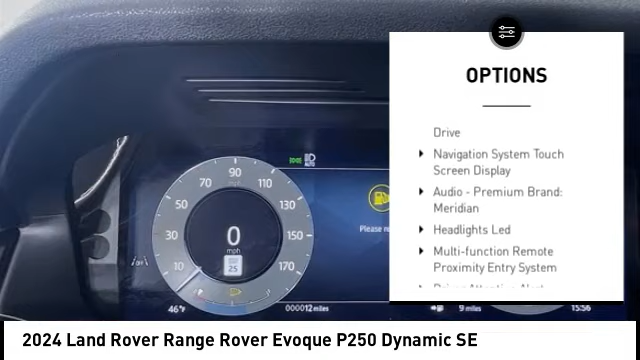 OPTIONS
Drive
Navigation System Touch
Screen Display
Audio - Premium Brand:
Meridian
Headlights Led
Multi-function Remote
Proximity Entry System
AUTO
90
70
mph
110
50
130
30
150
10
170
0
mph
25
46°F
000012 miles
9 miles
15:56
2024 Land Rover Range Rover Evoque P250 Dynamic SE